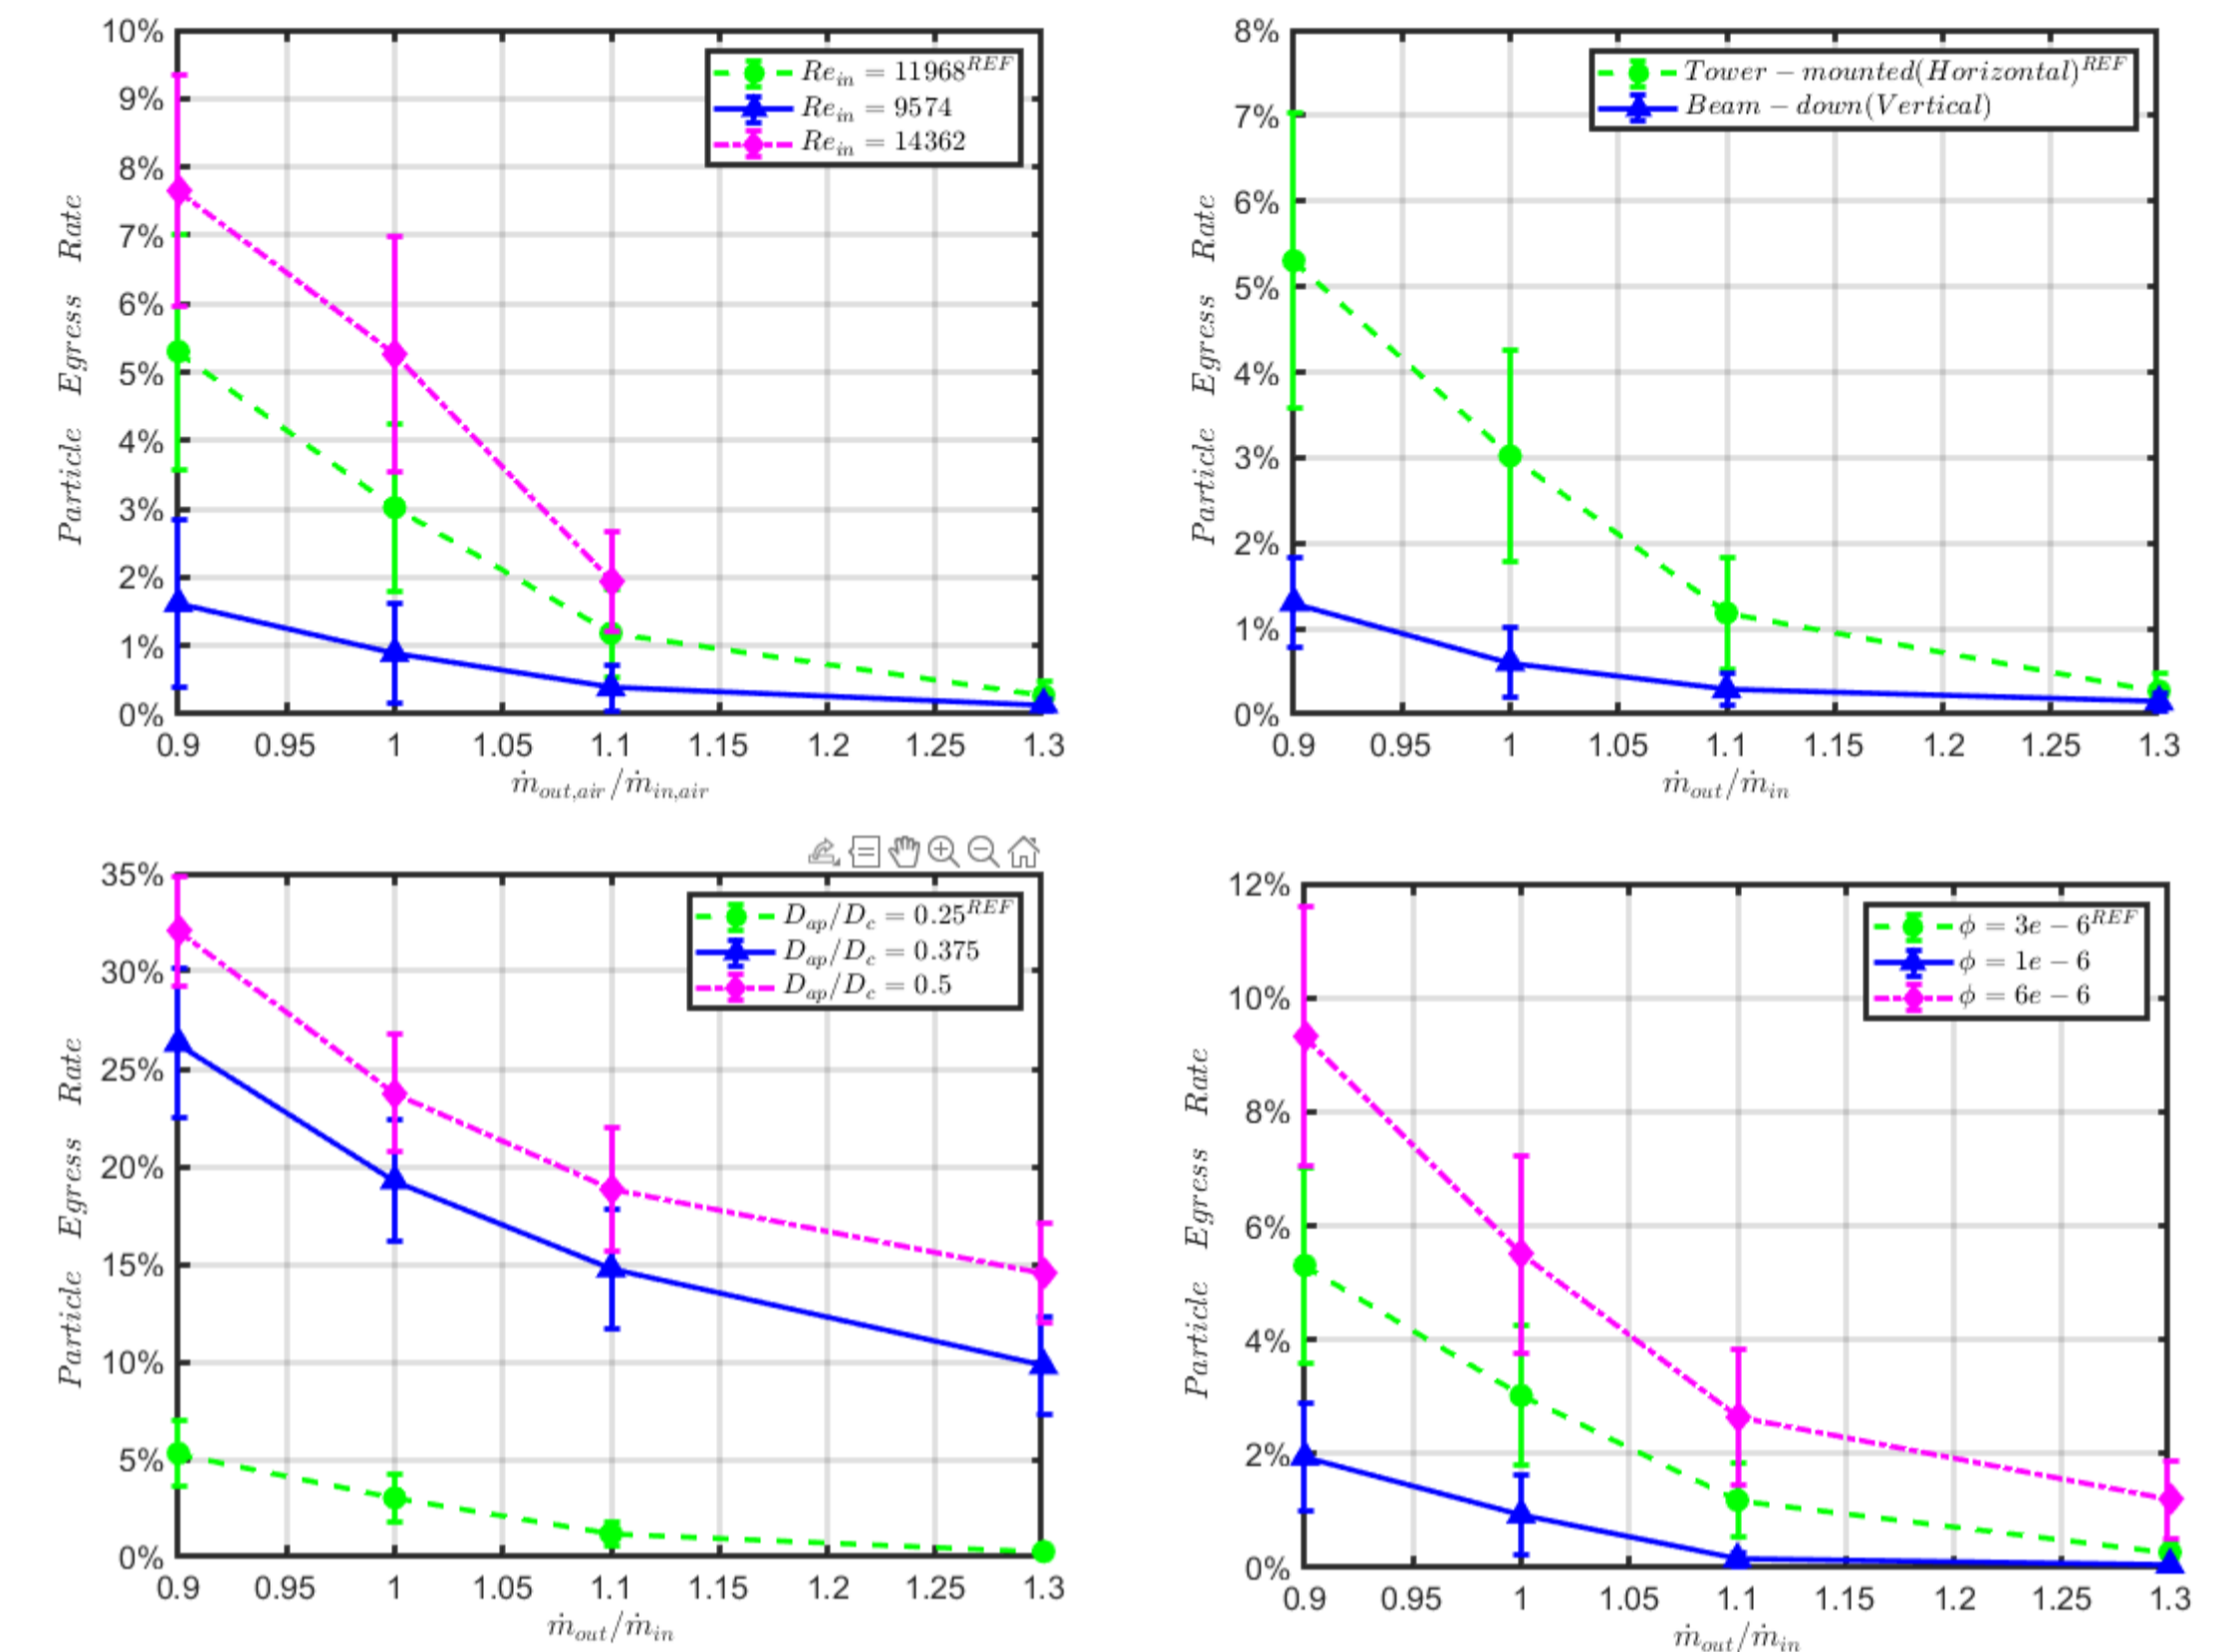 10%
9%
8%
7%
6%
5%
4%
3%
2%
1%
0%
Particle Egress Rate
Re_in = 11968^REF
Re_in = 9574
Re_in = 14362
0.9 0.95 1 1.05 1.1 1.15 1.2 1.25 1.3
ṁ_out,air/ṁ_in,air
8%
7%
6%
5%
4%
3%
2%
1%
0%
Particle Egress Rate
Tower − mounted(Horizontal)^REF
Beam − down(Vertical)
0.9 0.95 1 1.05 1.1 1.15 1.2 1.25 1.3
ṁ_out/ṁ_in
35%
30%
25%
20%
15%
10%
5%
0%
Particle Egress Rate
D_ap/D_c = 0.25^REF
D_ap/D_c = 0.375
D_ap/D_c = 0.5
0.9 0.95 1 1.05 1.1 1.15 1.2 1.25 1.3
ṁ_out/ṁ_in
12%
10%
8%
6%
4%
2%
0%
Particle Egress Rate
ϕ = 3e − 6^REF
ϕ = 1e − 6
ϕ = 6e − 6
0.9 0.95 1 1.05 1.1 1.15 1.2 1.25 1.3
ṁ_out/ṁ_in